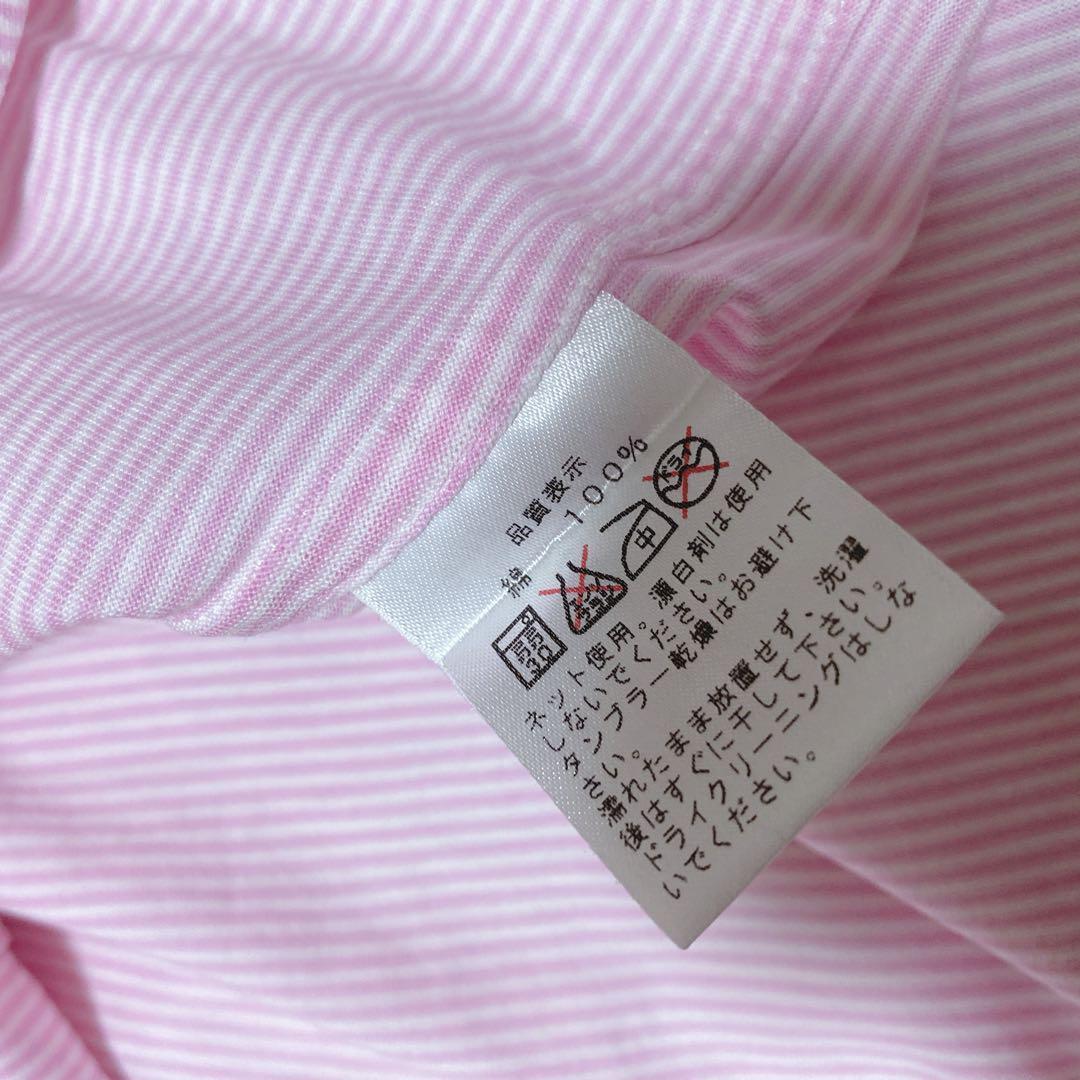 品質表示
綿 100%
中
ドライ
ネット使用。漂白剤は使用
しないでください。
タンブラー乾燥はお避け下
さい。
濡れたまま放置せず、洗濯
後はすぐに干して下さい。
ドライクリーニングはしな
いでください。